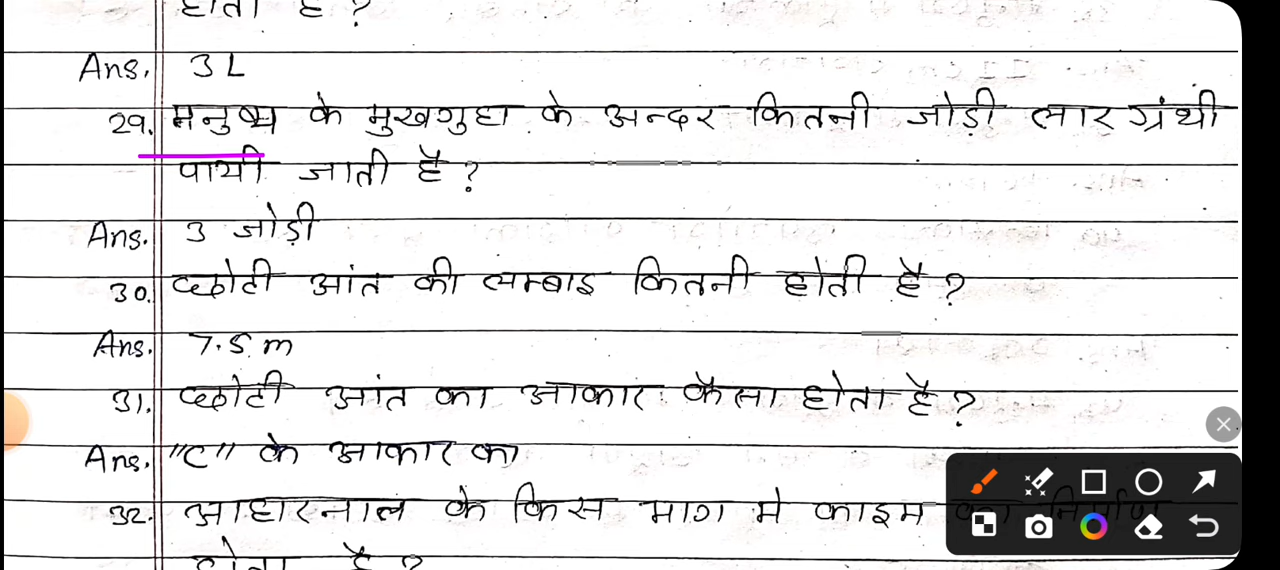 होता है?
Ans. 3 L
29. मनुष्य के मुखगुहा के अन्दर कितनी जोड़ी लार ग्रंथी
पायी जाती है?
Ans. 3 जोड़ी
30. छोटी आंत की लम्बाइ कितनी होती है?
Ans. 7.5 m
31. छोटी आंत का आकार कैसा होता है?
Ans. "C" के आकार का
32. आहारनाल के किस भाग मे काइम का निर्माण
होता है?